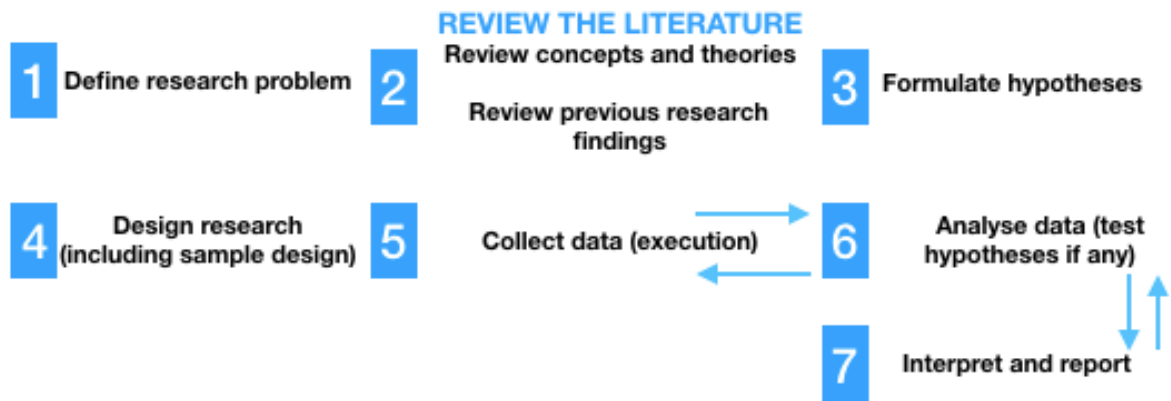 1 Define research problem
2 REVIEW THE LITERATURE
Review concepts and theories
Review previous research
findings
3 Formulate hypotheses
4 Design research
(including sample design)
5 Collect data (execution)
6 Analyse data (test
hypotheses if any)
7 Interpret and report